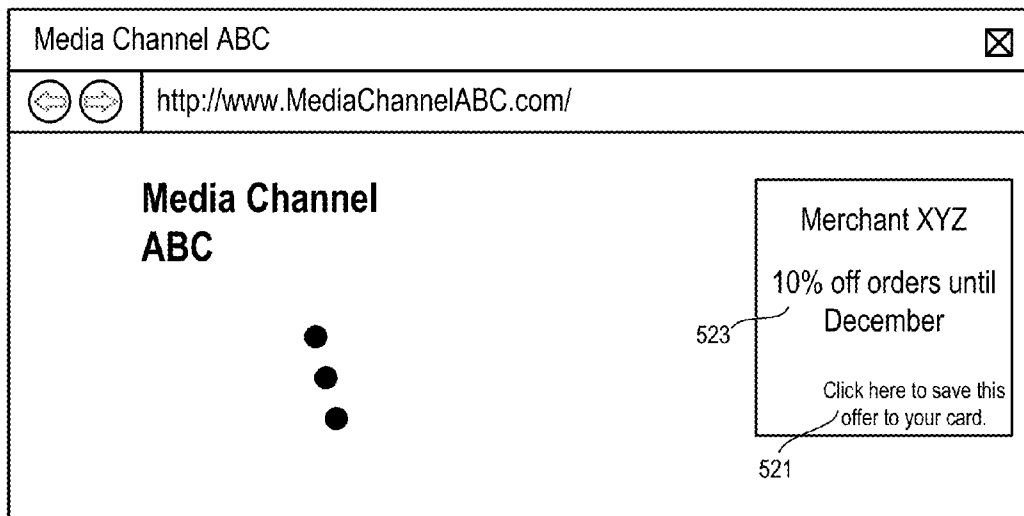 Media Channel ABC
http://www.MediaChannelABC.com/
Media Channel
ABC
Merchant XYZ
10% off orders until
December
523
Click here to save this
offer to your card.
521